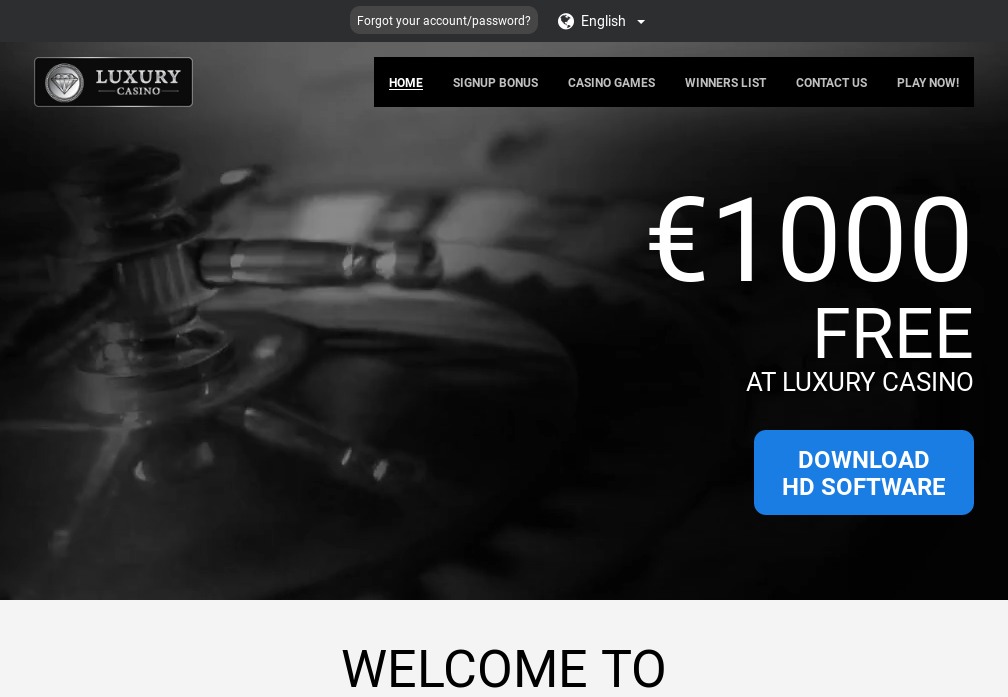 Forgot your account/password?
English
LUXURY
CASINO
HOME
SIGNUP BONUS
CASINO GAMES
WINNERS LIST
CONTACT US
PLAY NOW!
€1000
FREE
AT LUXURY CASINO
DOWNLOAD
HD SOFTWARE
WELCOME TO